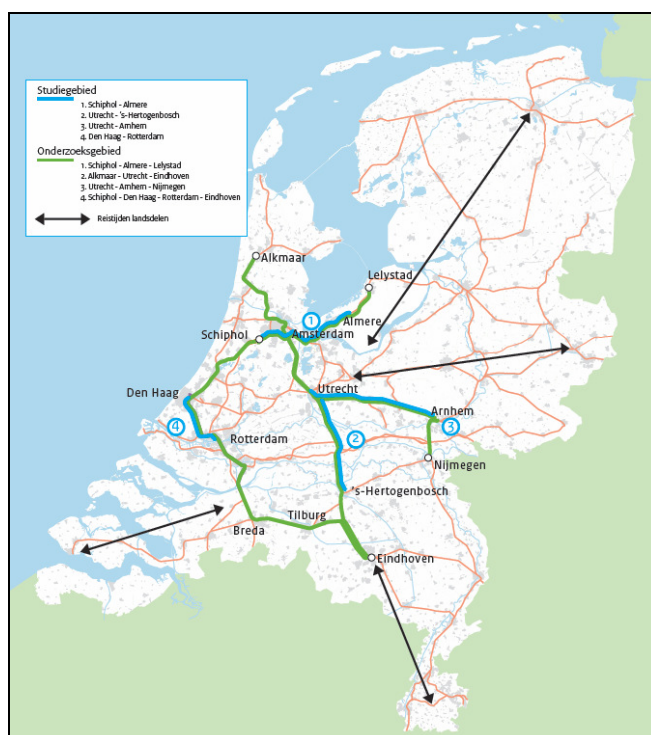 Studiegebied
1. Schiphol - Almere
2. Utrecht - 's-Hertogenbosch
3. Utrecht - Arnhem
4. Den Haag - Rotterdam
Onderzoeksgebied
1. Schiphol - Almere - Lelystad
2. Alkmaar - Utrecht - Eindhoven
3. Utrecht - Arnhem - Nijmegen
4. Schiphol - Den Haag - Rotterdam - Eindhoven
Reistijden landsdelen
Alkmaar
Lelystad
1
Almere
Schiphol
Amsterdam
Den Haag
Utrecht
Arnhem
4
2
3
Rotterdam
Nijmegen
's-Hertogenbosch
Tilburg
Breda
Eindhoven